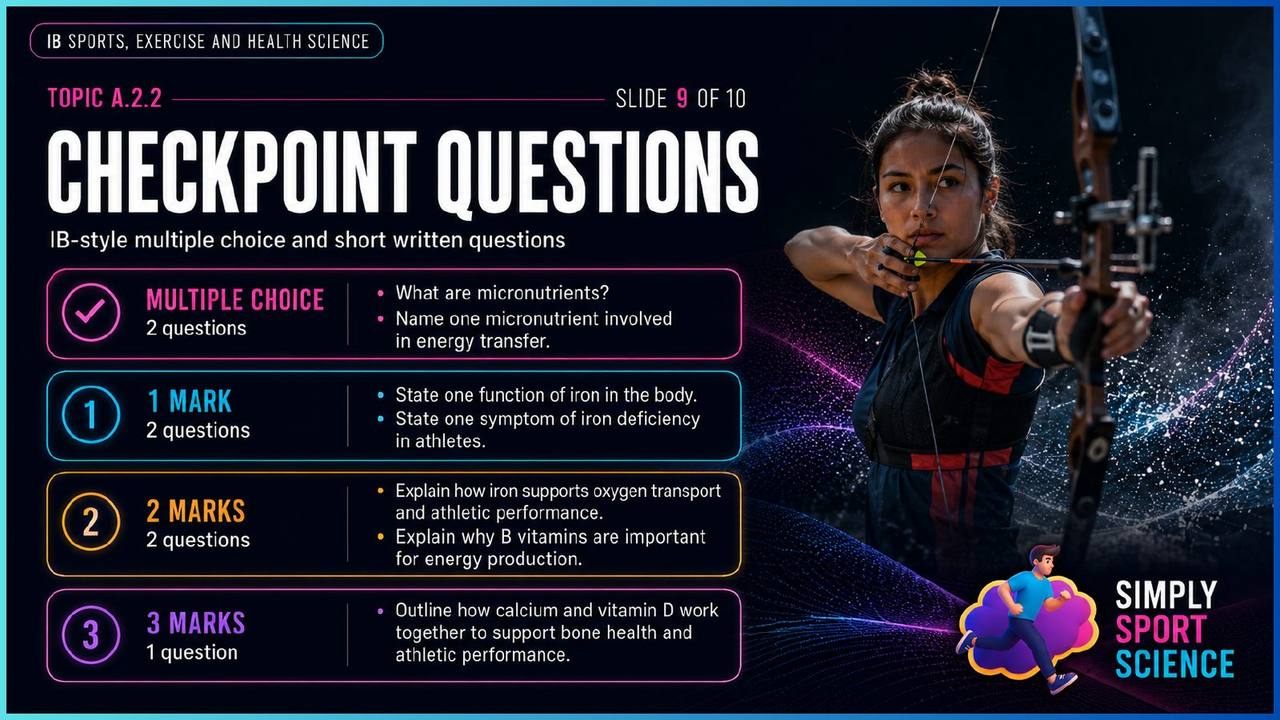 IB SPORTS, EXERCISE AND HEALTH SCIENCE
TOPIC A.2.2
SLIDE 9 OF 10
CHECKPOINT QUESTIONS
IB-style multiple choice and short written questions
MULTIPLE CHOICE
2 questions
• What are micronutrients?
• Name one micronutrient involved
in energy transfer.
1
1 MARK
2 questions
• State one function of iron in the body.
• State one symptom of iron deficiency
in athletes.
2
2 MARKS
2 questions
• Explain how iron supports oxygen transport
and athletic performance.
• Explain why B vitamins are important
for energy production.
3
3 MARKS
1 question
• Outline how calcium and vitamin D work
together to support bone health and
athletic performance.
SIMPLY
SPORT
SCIENCE